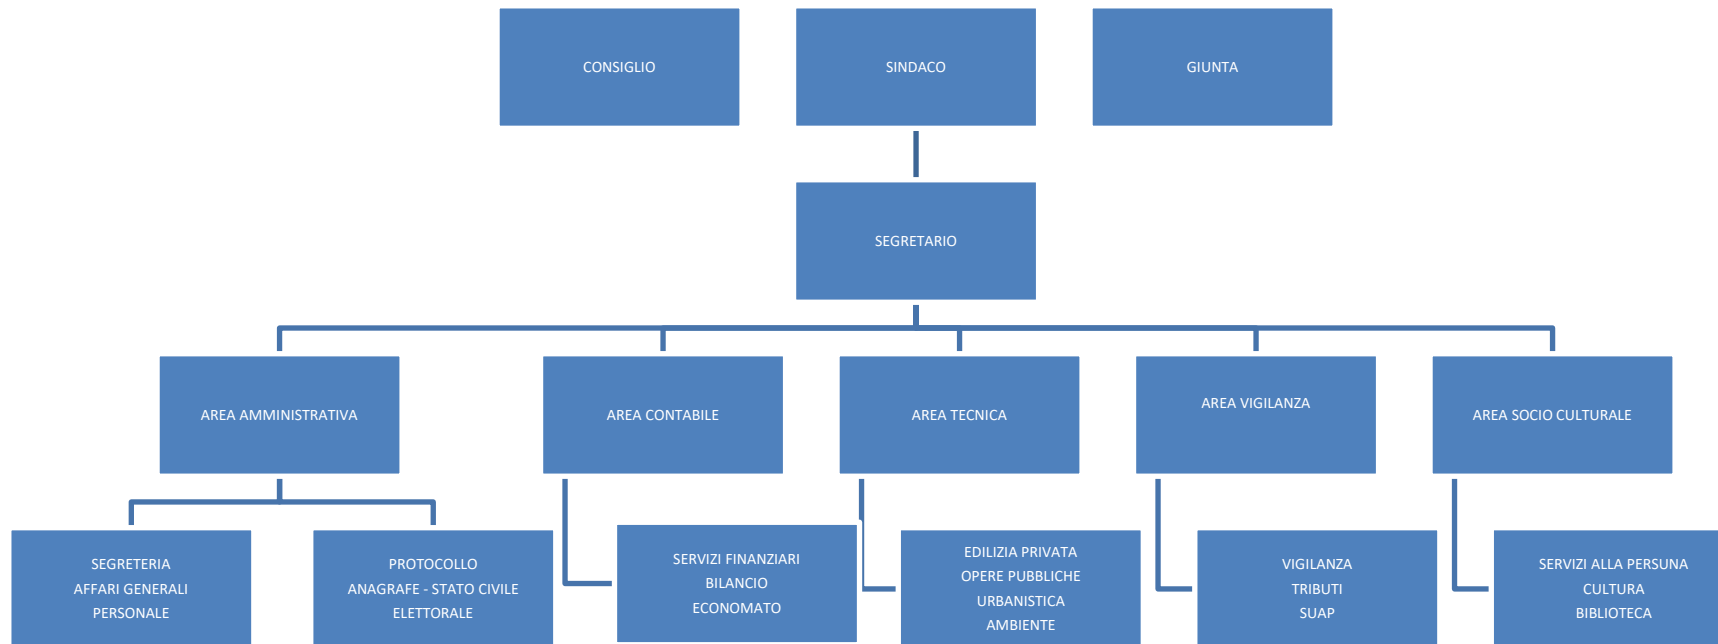 CONSIGLIO
SINDACO
GIUNTA
SEGRETARIO
AREA AMMINISTRATIVA
AREA CONTABILE
AREA TECNICA
AREA VIGILANZA
AREA SOCIO CULTURALE
SEGRETERIA
AFFARI GENERALI
PERSONALE
PROTOCOLLO
ANAGRAFE - STATO CIVILE
ELETTORALE
SERVIZI FINANZIARI
BILANCIO
ECONOMATO
EDILIZIA PRIVATA
OPERE PUBBLICHE
URBANISTICA
AMBIENTE
VIGILANZA
TRIBUTI
SUAP
SERVIZI ALLA PERSUNA
CULTURA
BIBLIOTECA